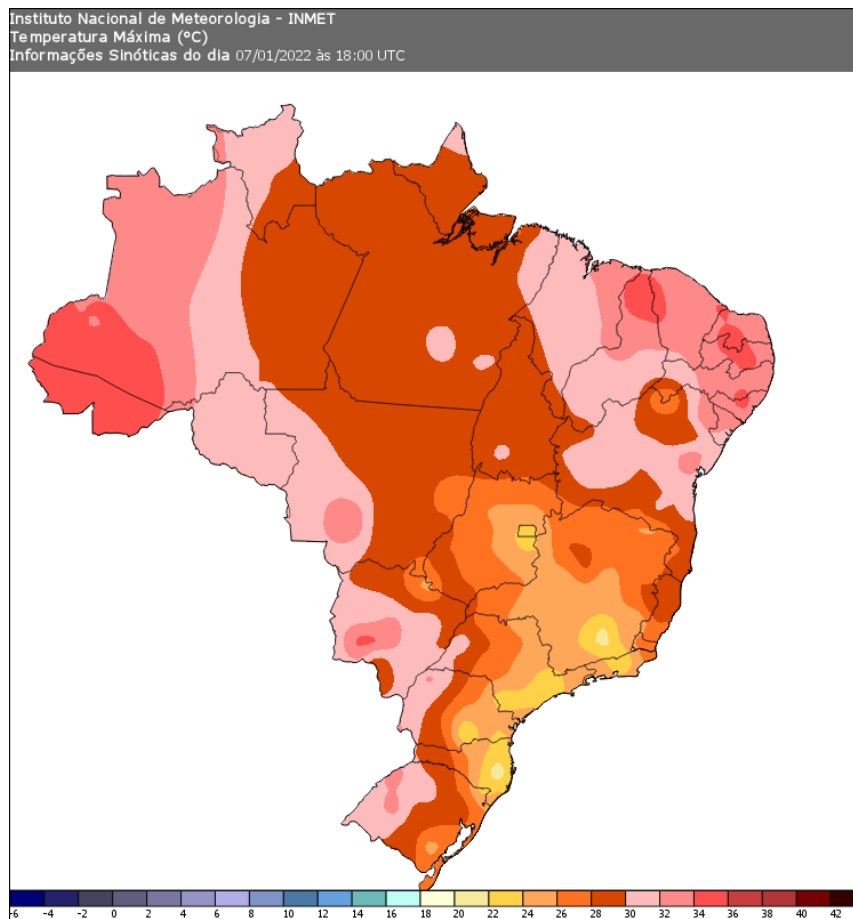 Instituto Nacional de Meteorologia - INMET
Temperatura Máxima (ºC)
Informações Sinóticas do dia 07/01/2022 às 18:00 UTC
-6 -4 -2 0 2 4 6 8 10 12 14 16 18 20 22 24 26 28 30 32 34 36 38 40 42